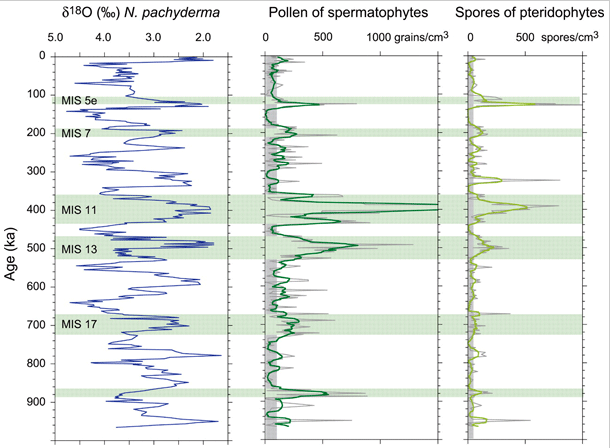 δ¹⁸O (‰) N. pachyderma Pollen of spermatophytes Spores of pteridophytes
5.0 4.0 3.0 2.0 0 500 1000 grains/cm³ 0 500 spores/cm³
0
100
MIS 5e
MIS 7
200
300
MIS 11
400
MIS 13
500
600
MIS 17
700
800
900
Age (ka)